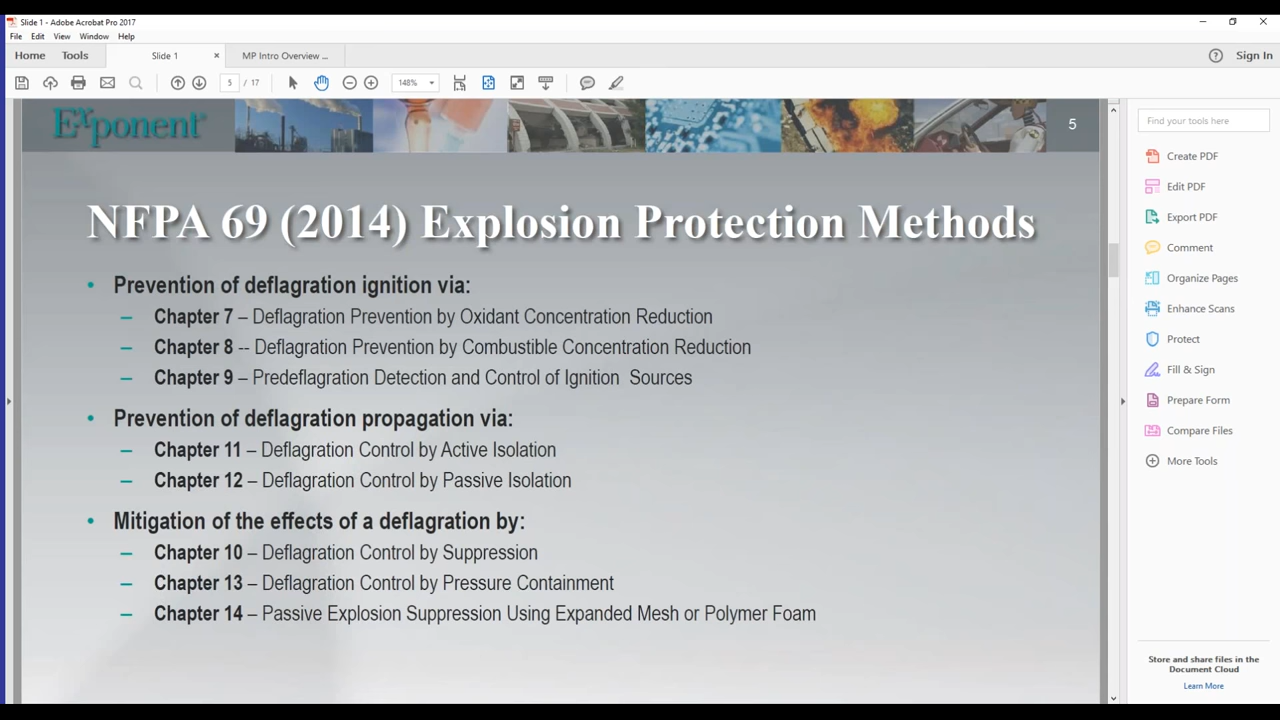 Slide 1 - Adobe Acrobat Pro 2017
File Edit View Window Help
Home Tools Slide 1 × MP Intro Overview ... ? Sign In
5 / 17 148%
Exponent® 5
Find your tools here
NFPA 69 (2014) Explosion Protection Methods
• Prevention of deflagration ignition via:
– Chapter 7 – Deflagration Prevention by Oxidant Concentration Reduction
– Chapter 8 -- Deflagration Prevention by Combustible Concentration Reduction
– Chapter 9 – Predeflagration Detection and Control of Ignition  Sources
• Prevention of deflagration propagation via:
– Chapter 11 – Deflagration Control by Active Isolation
– Chapter 12 – Deflagration Control by Passive Isolation
• Mitigation of the effects of a deflagration by:
– Chapter 10 – Deflagration Control by Suppression
– Chapter 13 – Deflagration Control by Pressure Containment
– Chapter 14 – Passive Explosion Suppression Using Expanded Mesh or Polymer Foam
Create PDF
Edit PDF
Export PDF
Comment
Organize Pages
Enhance Scans
Protect
Fill & Sign
Prepare Form
Compare Files
More Tools
Store and share files in the
Document Cloud
Learn More